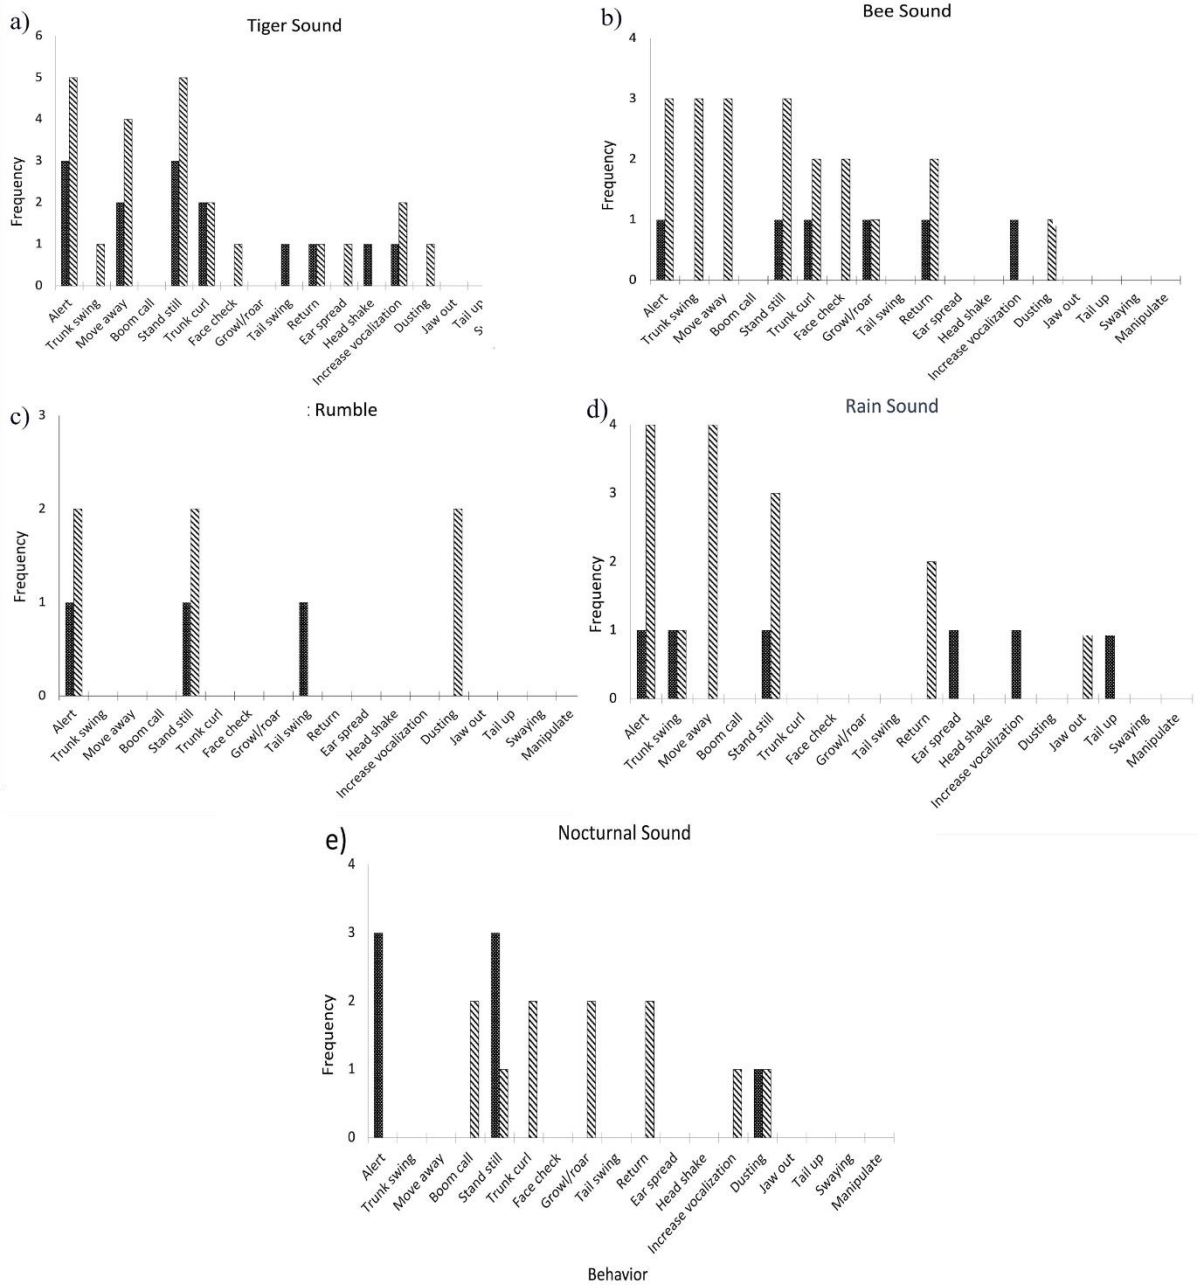 a)
Tiger Sound
6
5
4
3
2
1
0
Frequency
Alert
Trunk swing
Move away
Boom call
Stand still
Trunk curl
Face check
Growl/roar
Tail swing
Return
Ear spread
Head shake
Increase vocalization
Dusting
Jaw out
Tail up
b)
Bee Sound
4
3
2
1
0
Frequency
Alert
Trunk swing
Move away
Boom call
Stand still
Trunk curl
Face check
Growl/roar
Tail swing
Return
Ear spread
Head shake
Increase vocalization
Dusting
Jaw out
Tail up
Swaying
Manipulate
c)
: Rumble
3
2
1
0
Frequency
Alert
Trunk swing
Move away
Boom call
Stand still
Trunk curl
Face check
Growl/roar
Tail swing
Return
Ear spread
Head shake
Increase vocalization
Dusting
Jaw out
Tail up
Swaying
Manipulate
d)
Rain Sound
4
3
2
1
0
Frequency
Alert
Trunk swing
Move away
Boom call
Stand still
Trunk curl
Face check
Growl/roar
Tail swing
Return
Ear spread
Head shake
Increase vocalization
Dusting
Jaw out
Tail up
Swaying
Manipulate
e)
Nocturnal Sound
4
3
2
1
0
Frequency
Alert
Trunk swing
Move away
Boom call
Stand still
Trunk curl
Face check
Growl/roar
Tail swing
Return
Ear spread
Head shake
Increase vocalization
Dusting
Jaw out
Tail up
Swaying
Manipulate
Behavior